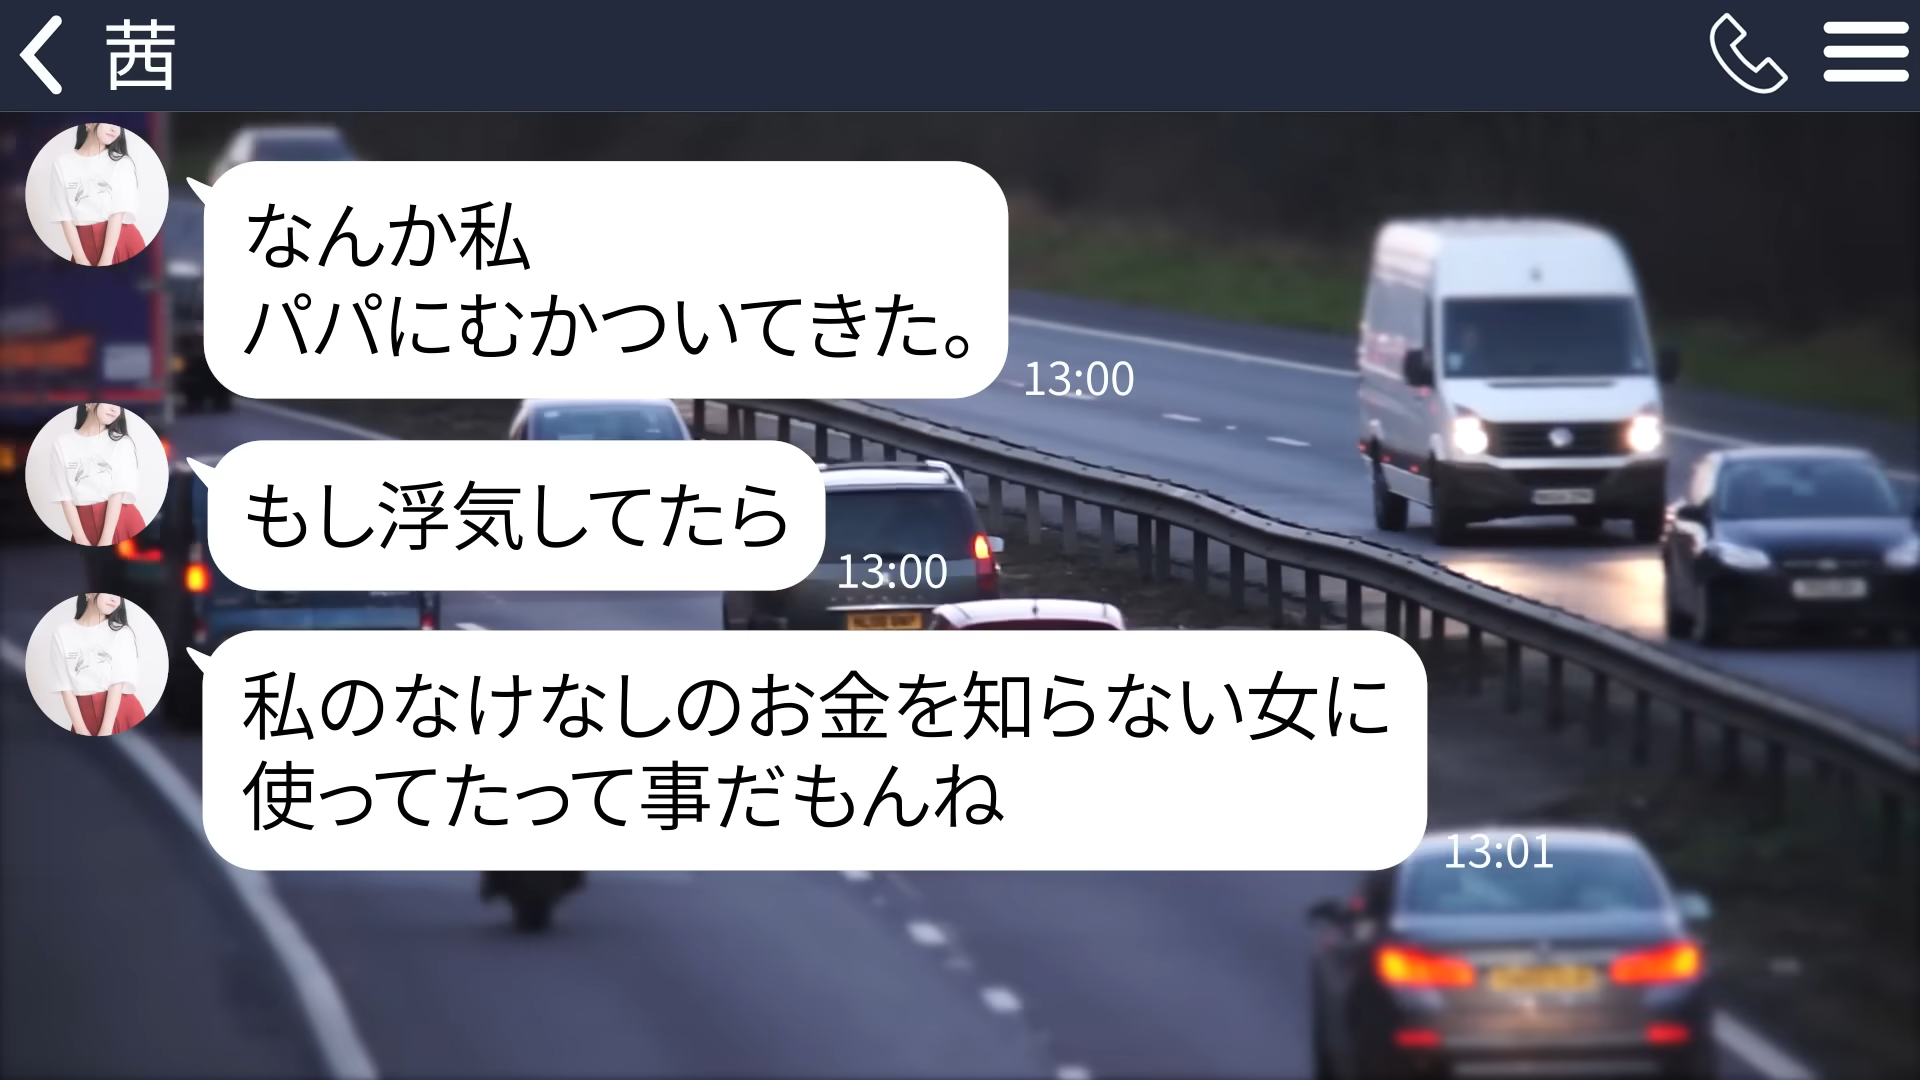 茜
なんか私
パパにむかついてきた。
13:00
もし浮気してたら
13:00
私のなけなしのお金を知らない女に
使ってたって事だもんね
13:01